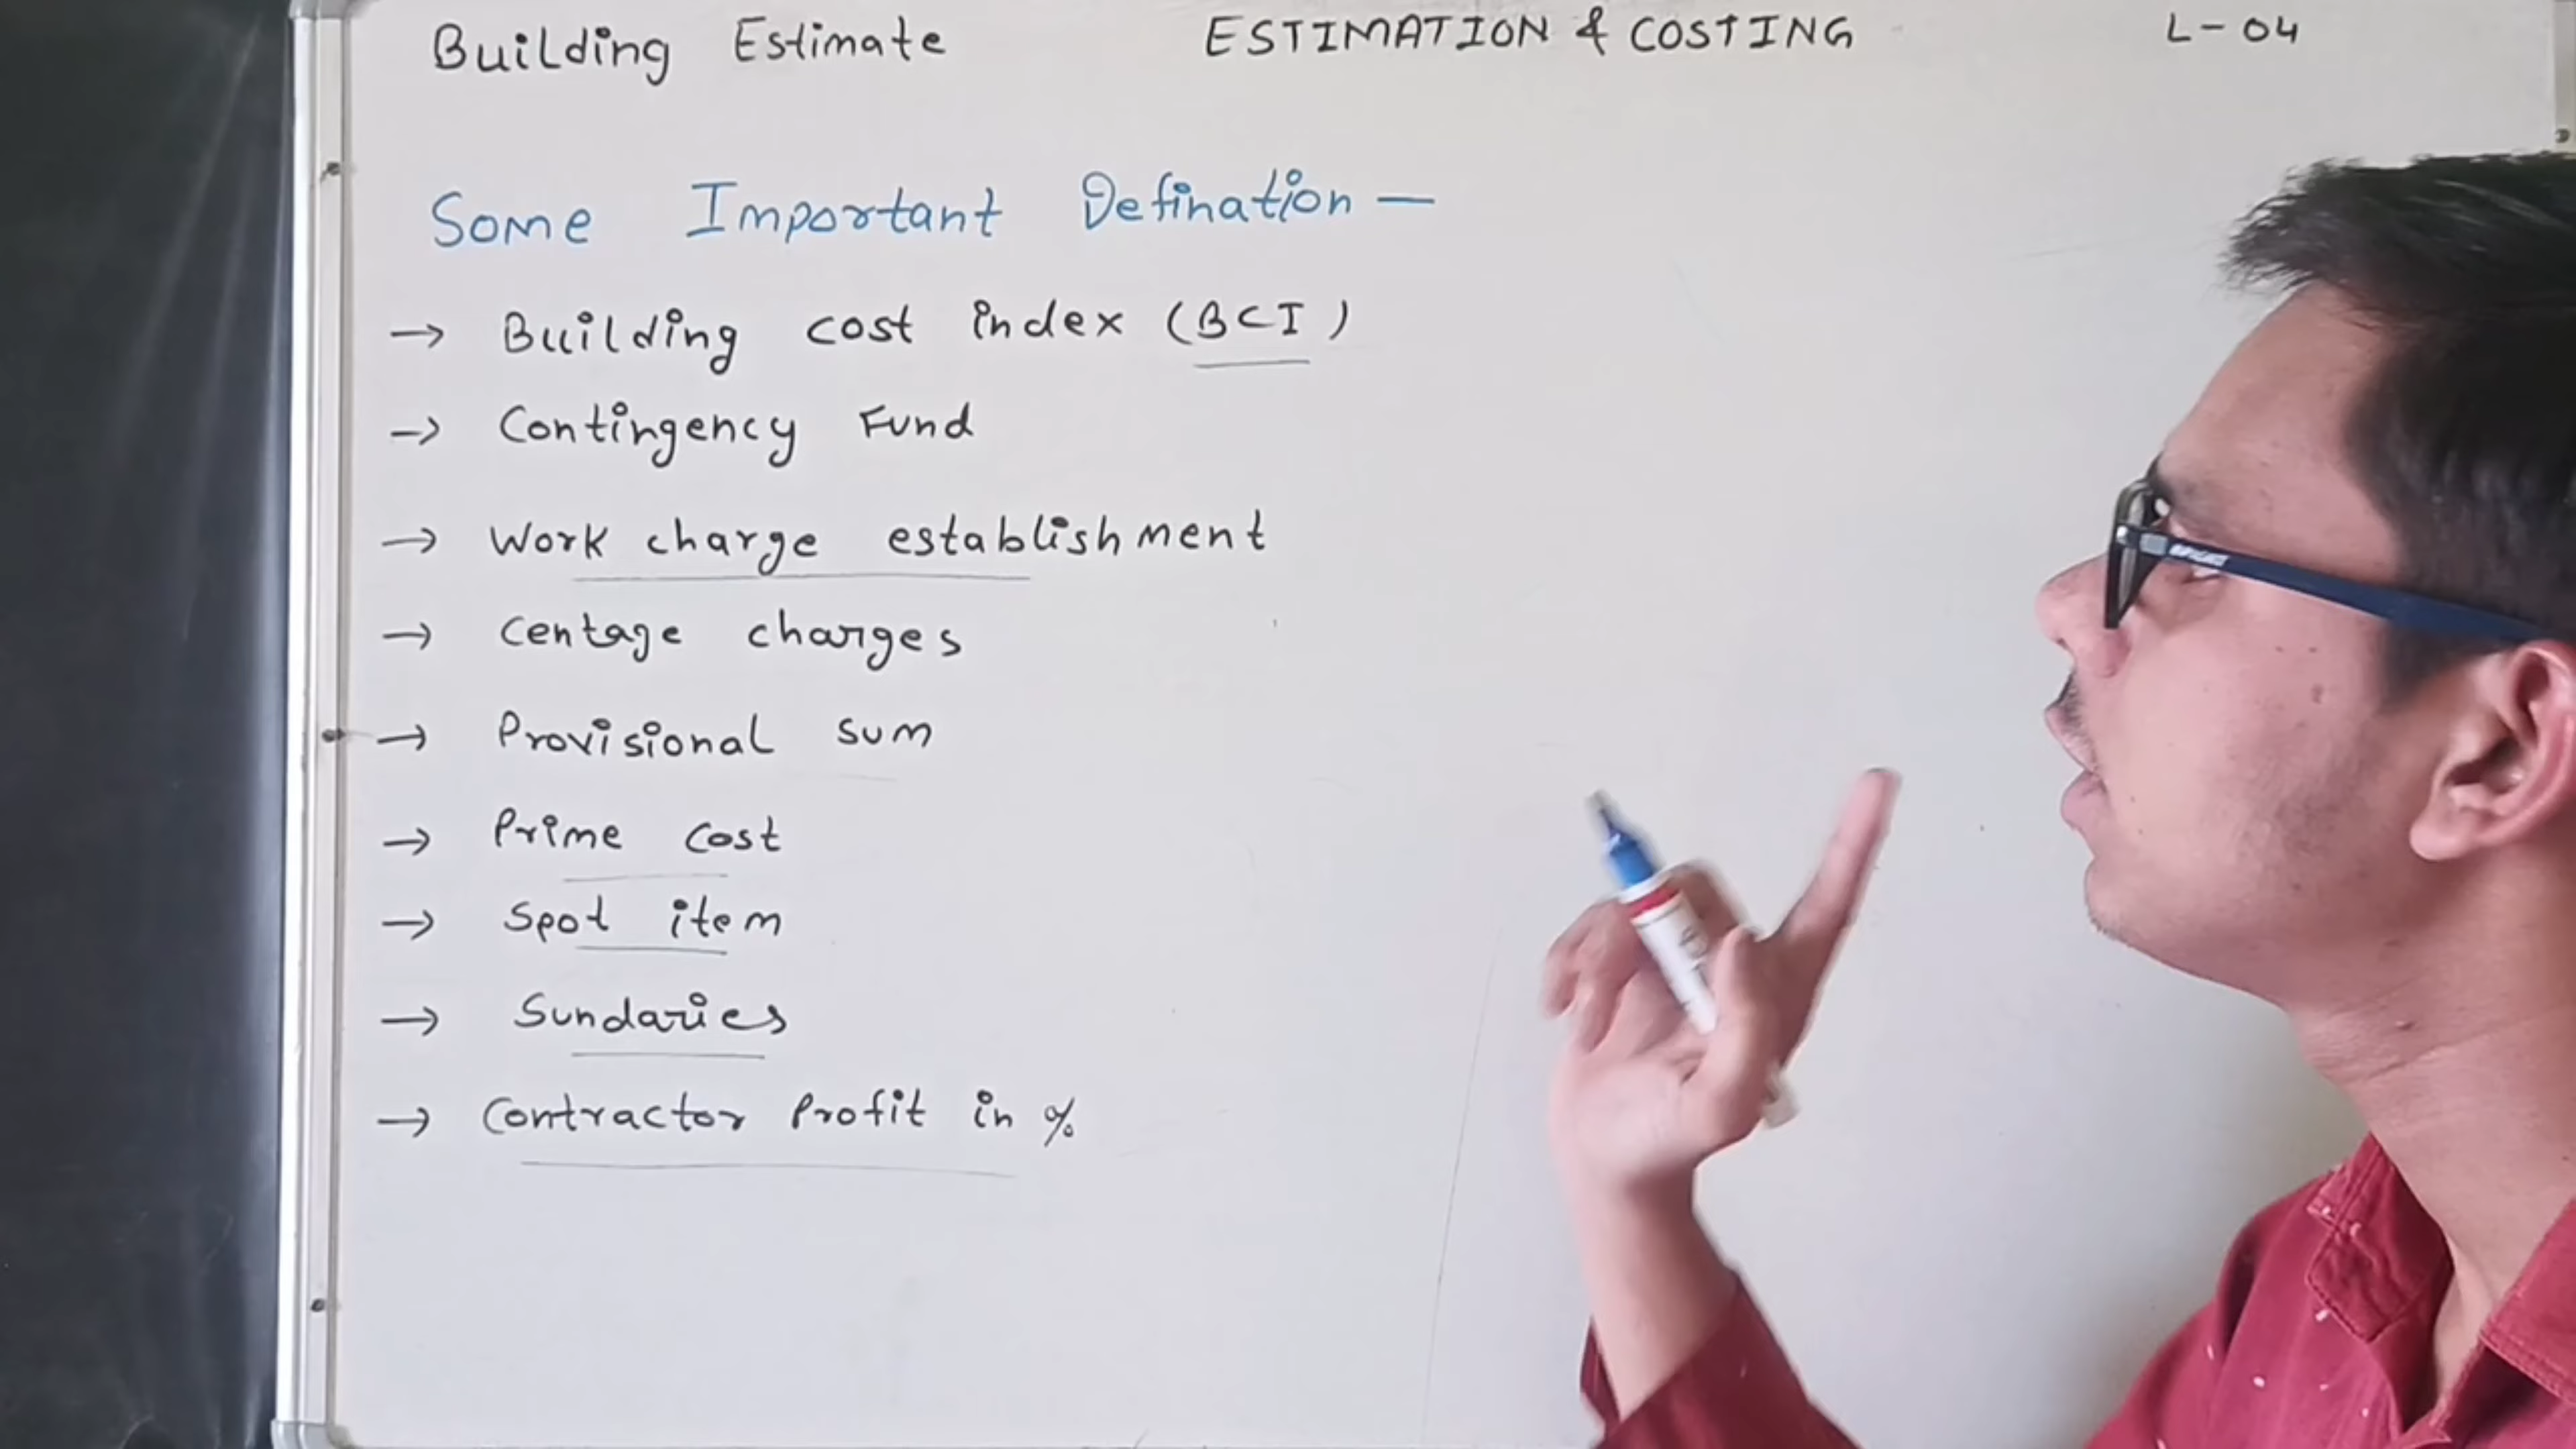 Building Estimate ESTIMATION & COSTING L-04
Some Important Defination —
→ Building cost index (BCI)
→ Contingency Fund
→ Work charge establishment
→ Centage charges
→ Provisional sum
→ Prime Cost
→ Spot item
→ Sundaries
→ Contractor Profit in %